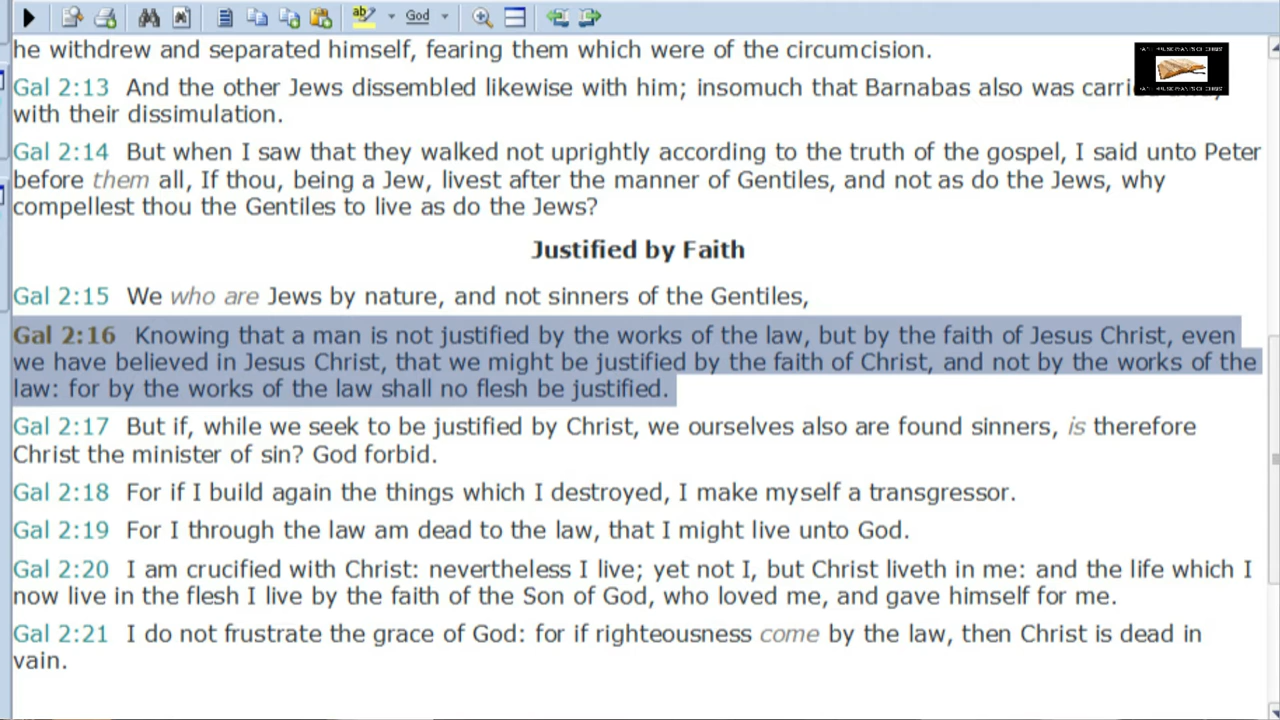 ab
God
he withdrew and separated himself, fearing them which were of the circumcision.
Gal 2:13 And the other Jews dissembled likewise with him; insomuch that Barnabas also was
with their dissimulation.
Gal 2:14 But when I saw that they walked not uprightly according to the truth of the gospel, I said unto Peter
before them all, If thou, being a Jew, livest after the manner of Gentiles, and not as do the Jews, why
compellest thou the Gentiles to live as do the Jews?
Justified by Faith
Gal 2:15 We who are Jews by nature, and not sinners of the Gentiles,
Gal 2:16 Knowing that a man is not justified by the works of the law, but by the faith of Jesus Christ, even
we have believed in Jesus Christ, that we might be justified by the faith of Christ, and not by the works of the
law: for by the works of the law shall no flesh be justified.
Gal 2:17 But if, while we seek to be justified by Christ, we ourselves also are found sinners, is therefore
Christ the minister of sin? God forbid.
Gal 2:18 For if I build again the things which I destroyed, I make myself a transgressor.
Gal 2:19 For I through the law am dead to the law, that I might live unto God.
Gal 2:20 I am crucified with Christ: nevertheless I live; yet not I, but Christ liveth in me: and the life which I
now live in the flesh I live by the faith of the Son of God, who loved me, and gave himself for me.
Gal 2:21 I do not frustrate the grace of God: for if righteousness come by the law, then Christ is dead in
vain.